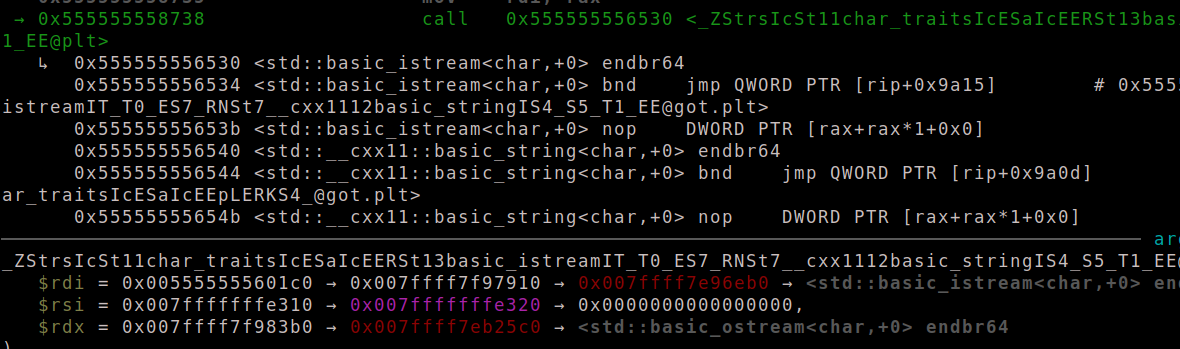 → 0x555555558738 call 0x555555556530 <_ZStrsIcSt11char_traitsIcESaIcEERSt13bas
1_EE@plt>
↳ 0x555555556530 <std::basic_istream<char,+0> endbr64
0x555555556534 <std::basic_istream<char,+0> bnd jmp QWORD PTR [rip+0x9a15] # 0x5555
istreamIT_T0_ES7_RNSt7__cxx1112basic_stringIS4_S5_T1_EE@got.plt>
0x55555555653b <std::basic_istream<char,+0> nop DWORD PTR [rax+rax*1+0x0]
0x555555556540 <std::__cxx11::basic_string<char,+0> endbr64
0x555555556544 <std::__cxx11::basic_string<char,+0> bnd jmp QWORD PTR [rip+0x9a0d]
ar_traitsIcESaIcEEpLERKS4_@got.plt>
0x55555555654b <std::__cxx11::basic_string<char,+0> nop DWORD PTR [rax+rax*1+0x0]
_ZStrsIcSt11char_traitsIcESaIcEERSt13basic_istreamIT_T0_ES7_RNSt7__cxx1112basic_stringIS4_S5_T1_EE
$rdi = 0x005555555601c0 → 0x007ffff7f97910 → 0x007ffff7e96eb0 → <std::basic_istream<char,+0> en
$rsi = 0x007fffffffe310 → 0x007fffffffe320 → 0x0000000000000000,
$rdx = 0x007ffff7f983b0 → 0x007ffff7eb25c0 → <std::basic_ostream<char,+0> endbr64
)